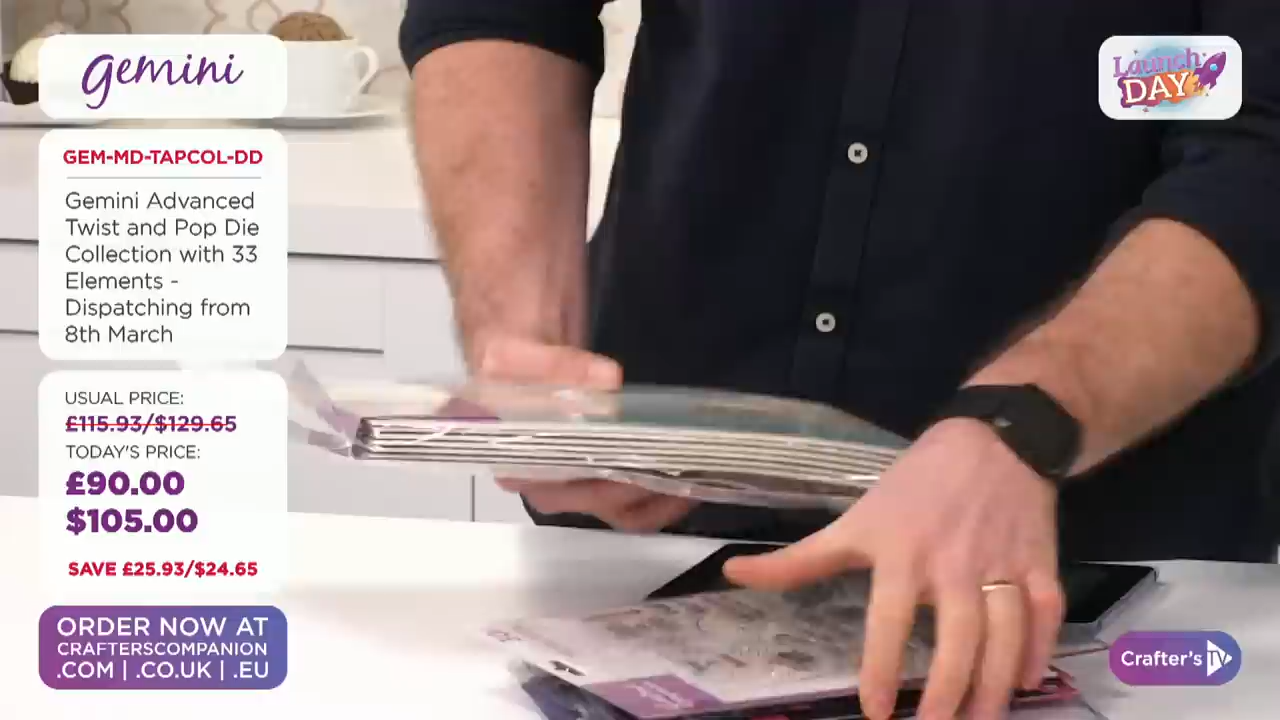 gemini
GEM-MD-TAPCOL-DD
Gemini Advanced
Twist and Pop Die
Collection with 33
Elements -
Dispatching from
8th March
USUAL PRICE:
£115.93/$129.65
TODAY'S PRICE:
£90.00
$105.00
SAVE £25.93/$24.65
ORDER NOW AT
CRAFTERSCOMPANION
.COM | .CO.UK | .EU
Launch
DAY
Crafter's TV